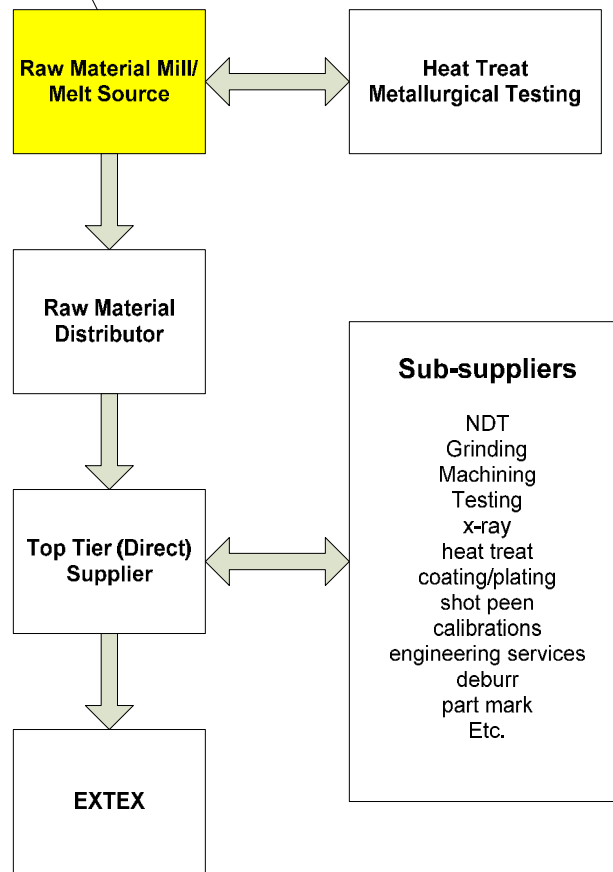 Raw Material Mill/
Melt Source
Heat Treat
Metallurgical Testing
Raw Material
Distributor
Sub-suppliers
NDT
Grinding
Machining
Testing
x-ray
heat treat
coating/plating
shot peen
calibrations
engineering services
deburr
part mark
Etc.
Top Tier (Direct)
Supplier
EXTEX